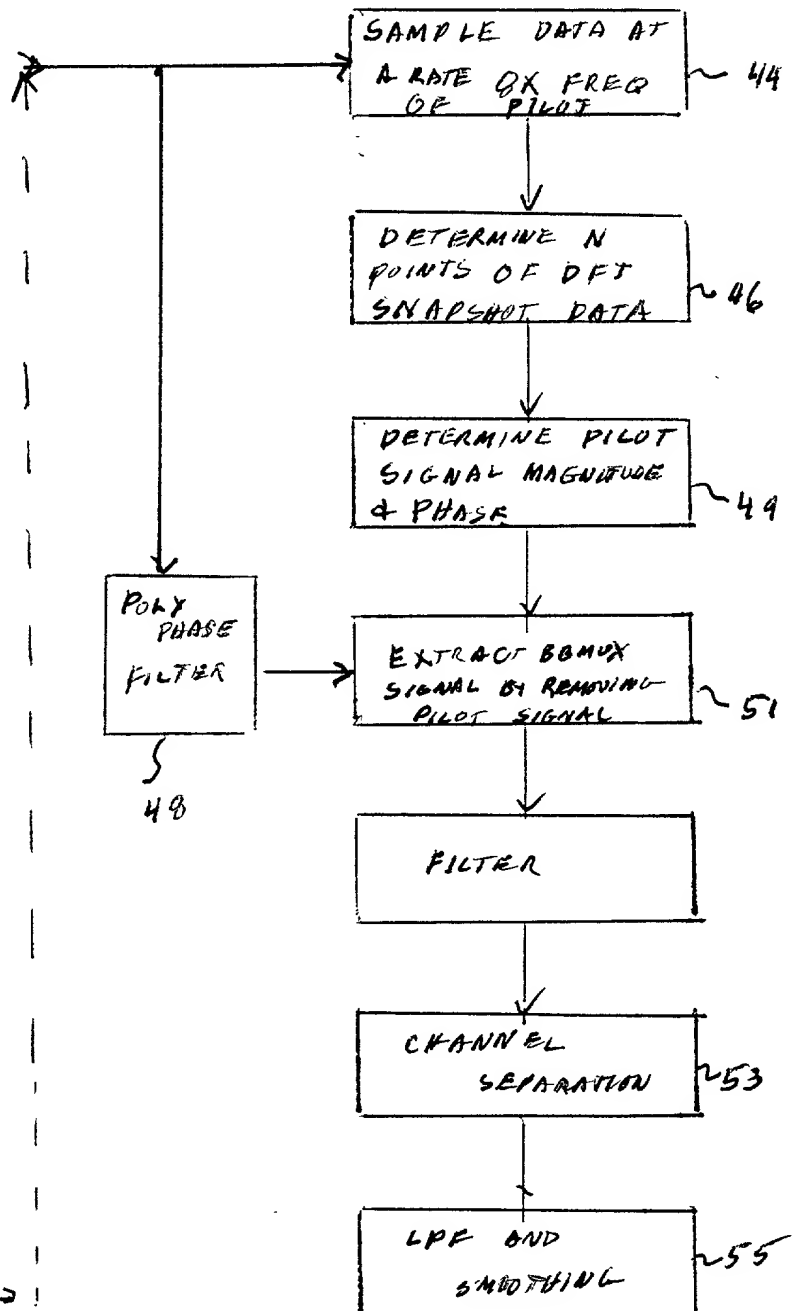 SAMPLE DATA AT
A RATE 8X FREQ
OF PILOT
44
DETERMINE N
POINTS OF DFT
SNAPSHOT DATA
46
DETERMINE PILOT
SIGNAL MAGNITUDE
& PHASE
49
POLY
PHASE
FILTER
48
EXTRACT BBMUX
SIGNAL BY REMOVING
PILOT SIGNAL
51
FILTER
CHANNEL
SEPARATION
53
LPF AND
SMOOTHING
55